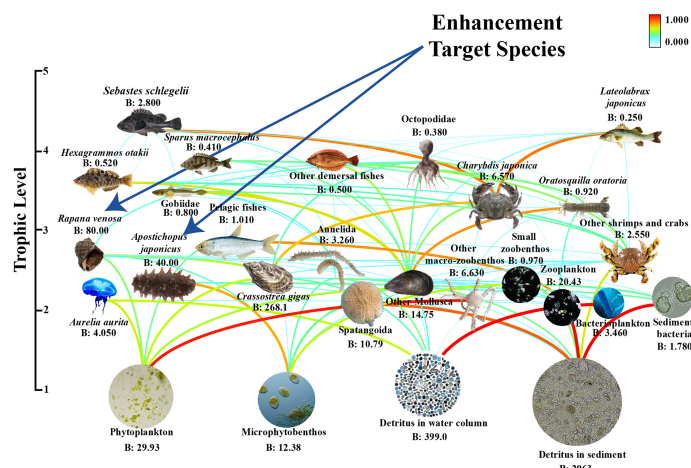 Enhancement
Target Species
1.000
0.000
Trophic Level
5
4
3
2
1
Sebastes schlegelii
B: 2.800
Sparus macrocephalus
B: 0.410
Hexagrammos otakii
B: 0.520
Other demersal fishes
B: 0.500
Octopodidae
B: 0.380
Lateolabrax
japonicus
B: 0.250
Charybdis japonica
B: 6.570
Oratosquilla oratoria
B: 0.920
Gobiidae
B: 0.800
Pelagic fishes
B: 1.010
Rapana venosa
B: 80.00
Apostichopus
japonicus
B: 40.00
Annelida
B: 3.260
Other
macro-zoobenthos
B: 6.630
Small
zoobenthos
B: 0.970
Other shrimps and crabs
B: 2.550
Zooplankton
B: 20.43
Crassostrea gigas
B: 268.1
Other Mollusca
B: 14.75
Aurelia aurita
B: 4.050
Spatangoida
B: 10.79
Bacterisplankton
B: 3.460
Sediment
bacteria
B: 1.780
Phytoplankton
B: 29.93
Microphytobenthos
B: 12.38
Detritus in water column
B: 399.0
Detritus in sediment